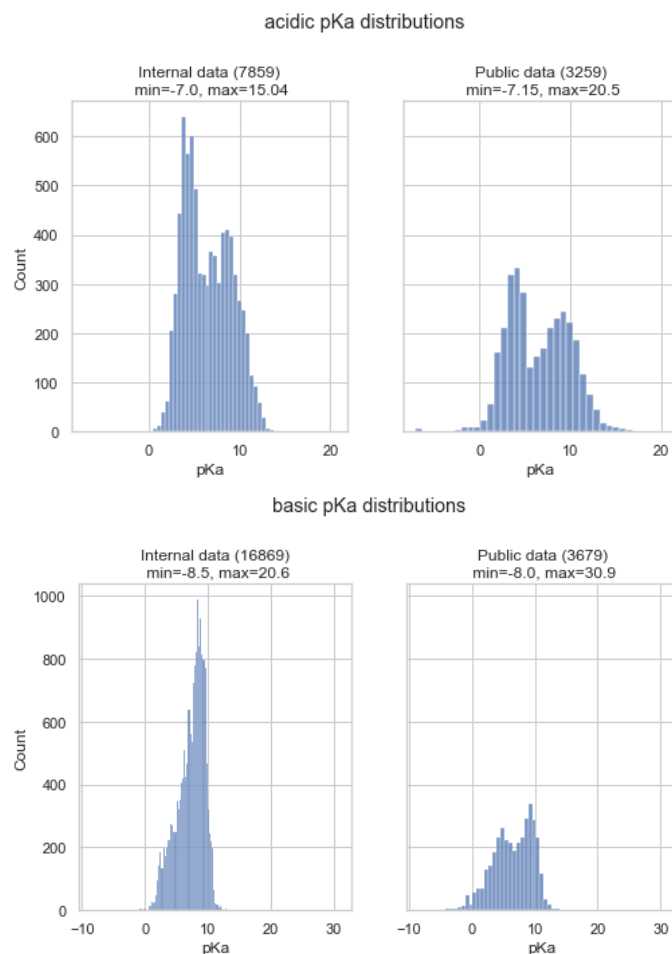 acidic pKa distributions
Internal data (7859)
min=-7.0, max=15.04
Public data (3259)
min=-7.15, max=20.5
600
500
400
300
200
100
0
Count
0
10
20
pKa
0
10
20
pKa
basic pKa distributions
Internal data (16869)
min=-8.5, max=20.6
Public data (3679)
min=-8.0, max=30.9
1000
800
600
400
200
0
Count
−10
0
10
20
30
pKa
−10
0
10
20
30
pKa